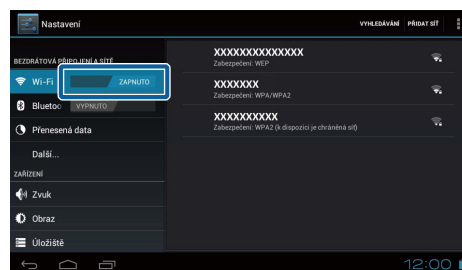 Nastavení
VYHLEDÁVÁNÍ PŘIDAT SÍŤ
BEZDRÁTOVÁ PŘIPOJENÍ A SÍTĚ
Wi-Fi ZAPNUTO
Bluetoo VYPNUTO
Přenesená data
Další...
ZAŘÍZENÍ
Zvuk
Obraz
Úložiště
XXXXXXXXXXXXXX
Zabezpečení: WEP
XXXXXXX
Zabezpečení: WPA/WPA2
XXXXXXXXXX
Zabezpečení: WPA2 (k dispozici je chráněná síť)
12:00